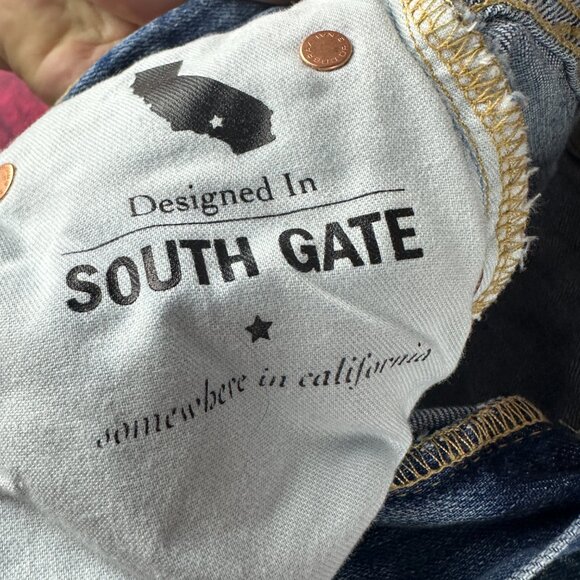 Designed In
SOUTH GATE
somewhere in california